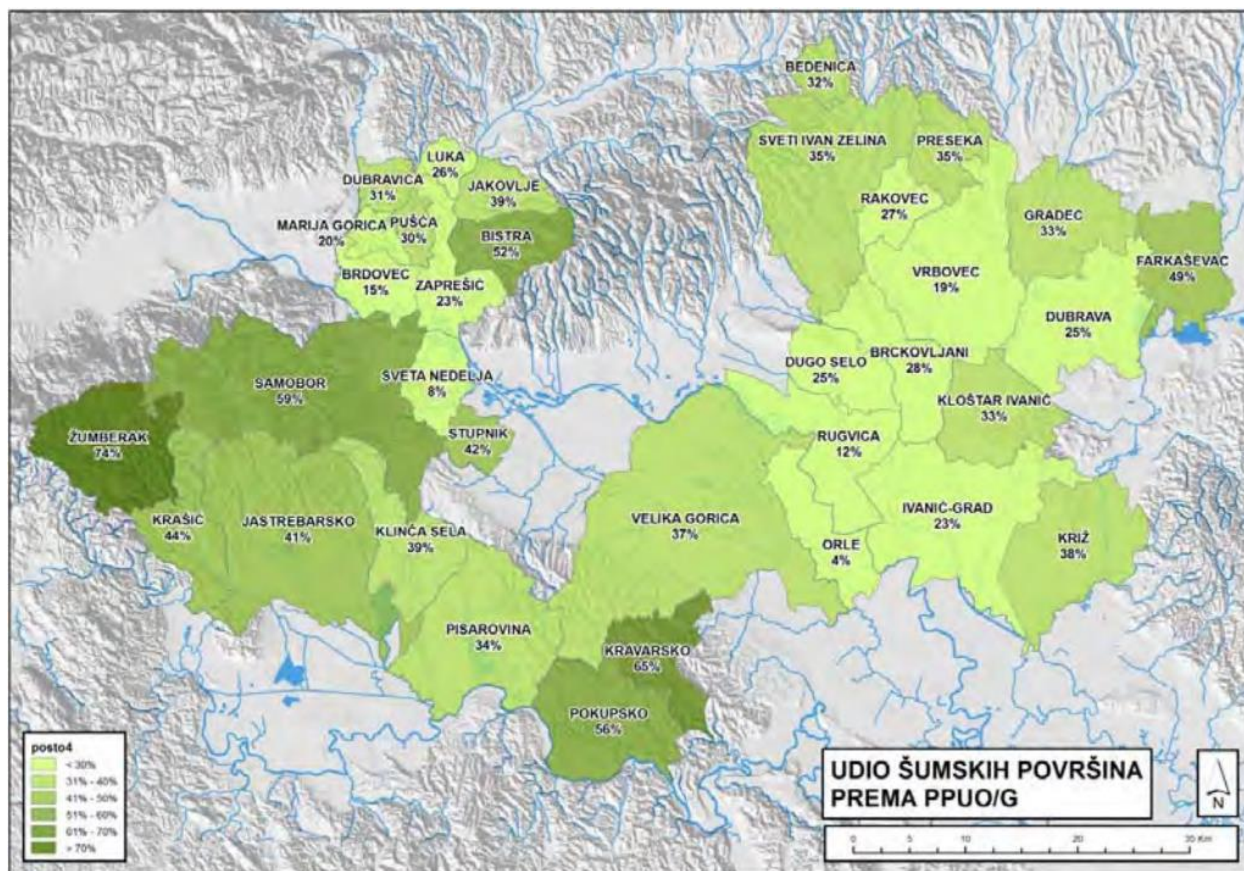 BEDENICA
32%
SVETI IVAN ZELINA
35%
PRESEKA
35%
LUKA
26%
DUBRAVICA
31%
JAKOVLJE
39%
RAKOVEC
27%
GRADEC
33%
MARIJA GORICA
20%
PUŠĆA
30%
BISTRA
52%
FARKAŠEVAC
49%
BRDOVEC
15%
ZAPREŠIĆ
23%
VRBOVEC
19%
DUBRAVA
25%
DUGO SELO
25%
BRCKOVLJANI
28%
SAMOBOR
59%
SVETA NEDELJA
8%
KLOŠTAR IVANIĆ
33%
ŽUMBERAK
74%
STUPNIK
42%
RUGVICA
12%
KRAŠIĆ
44%
JASTREBARSKO
41%
KLINČA SELA
39%
VELIKA GORICA
37%
IVANIĆ-GRAD
23%
ORLE
4%
KRIŽ
38%
PISAROVINA
34%
KRAVARSKO
65%
POKUPSKO
56%
posto4
< 30%
31% - 40%
41% - 50%
51% - 60%
61% - 70%
> 70%
UDIO ŠUMSKIH POVRŠINA
PREMA PPUO/G
N
0 5 10 20 30 Km